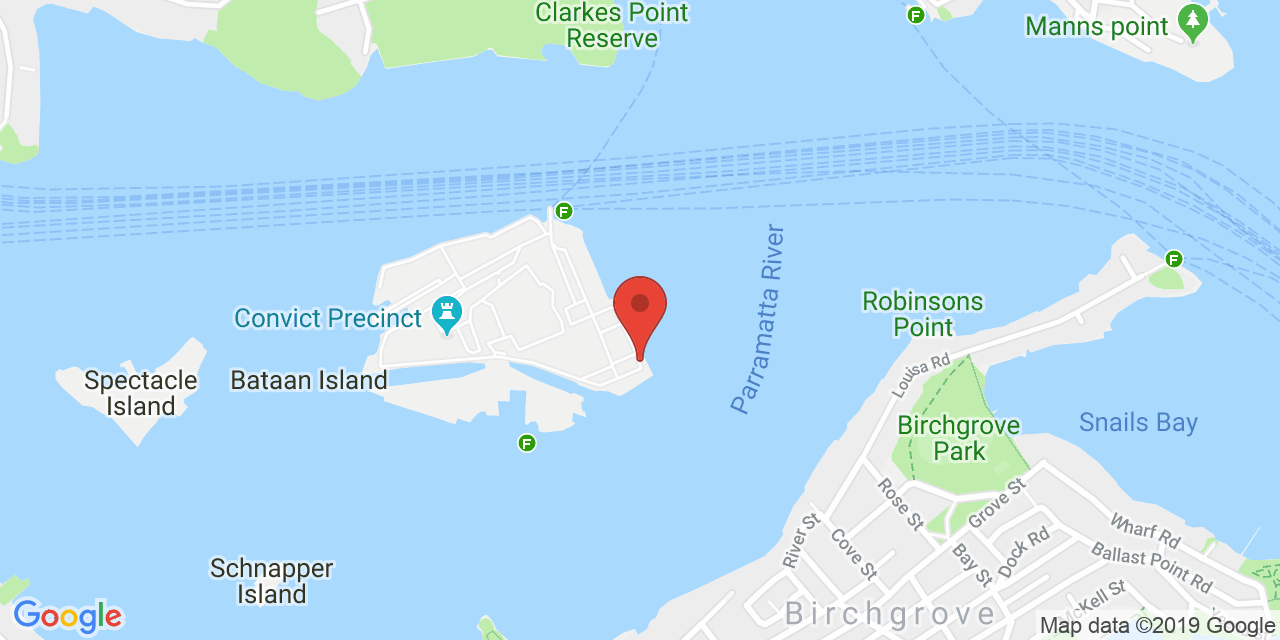 Clarkes Point
Reserve
Manns point
F
F
Parramatta River
F
Convict Precinct
Robinsons
Point
Spectacle
Island
Bataan Island
Louisa Rd
Birchgrove
Park
Snails Bay
F
Rose St
Grove St
River St
Cove St
Wharf Rd
Dock Rd
Bay St
Ballast Point Rd
Schnapper
Island
McKell St
Birchgrove
Google
Map data ©2019 Google